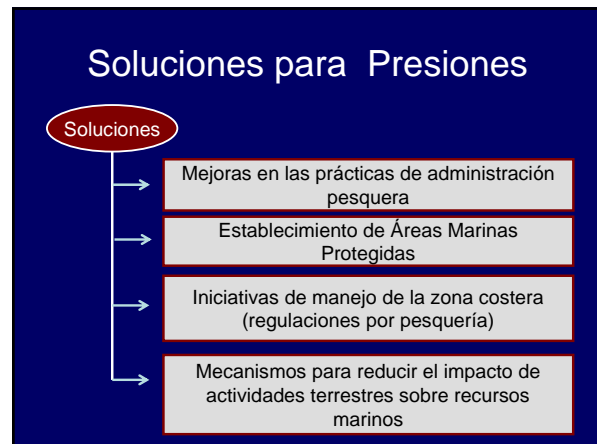 Soluciones para Presiones
Soluciones
Mejoras en las prácticas de administración
pesquera
Establecimiento de Áreas Marinas
Protegidas
Iniciativas de manejo de la zona costera
(regulaciones por pesquería)
Mecanismos para reducir el impacto de
actividades terrestres sobre recursos
marinos